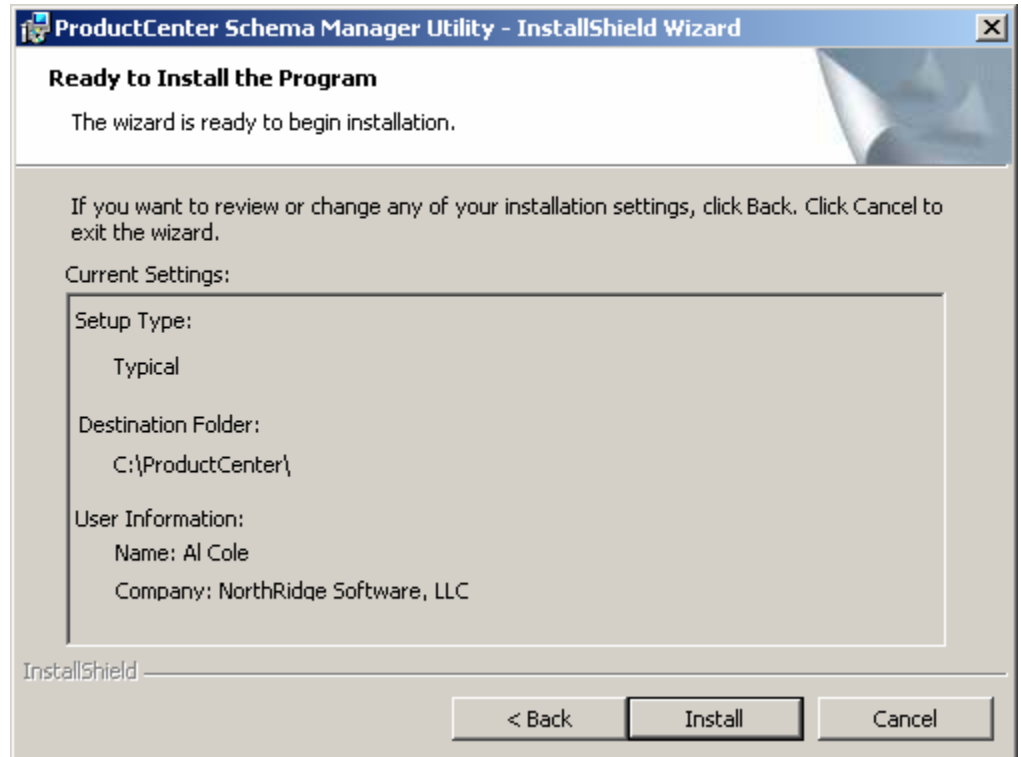 ProductCenter Schema Manager Utility - InstallShield Wizard
Ready to Install the Program
The wizard is ready to begin installation.
If you want to review or change any of your installation settings, click Back. Click Cancel to
exit the wizard.
Current Settings:
Setup Type:
Typical
Destination Folder:
C:\ProductCenter\
User Information:
Name: Al Cole
Company: NorthRidge Software, LLC
InstallShield
< Back
Install
Cancel